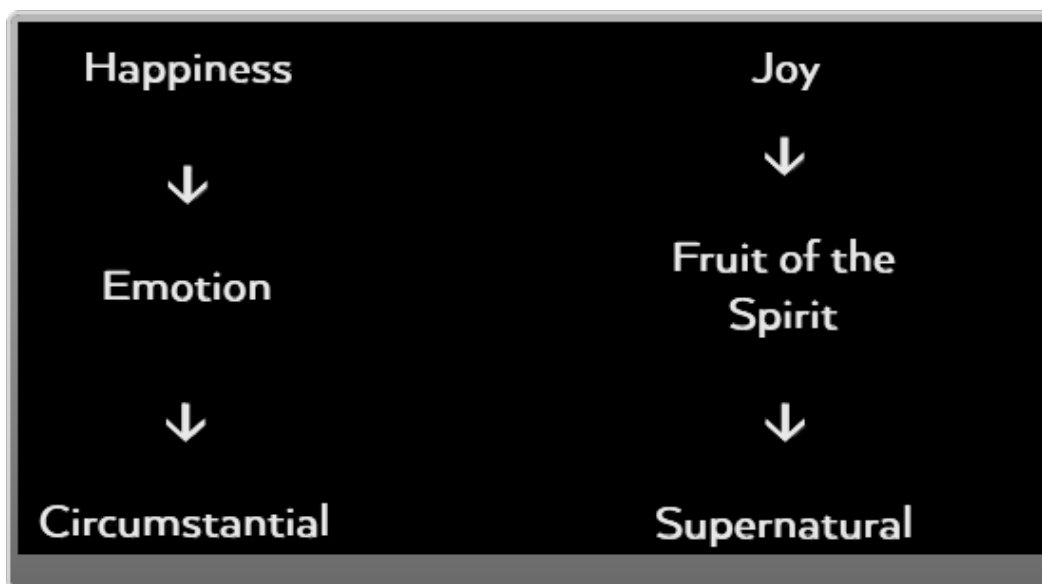 Happiness
↓
Emotion
↓
Circumstantial
Joy
↓
Fruit of the
Spirit
↓
Supernatural